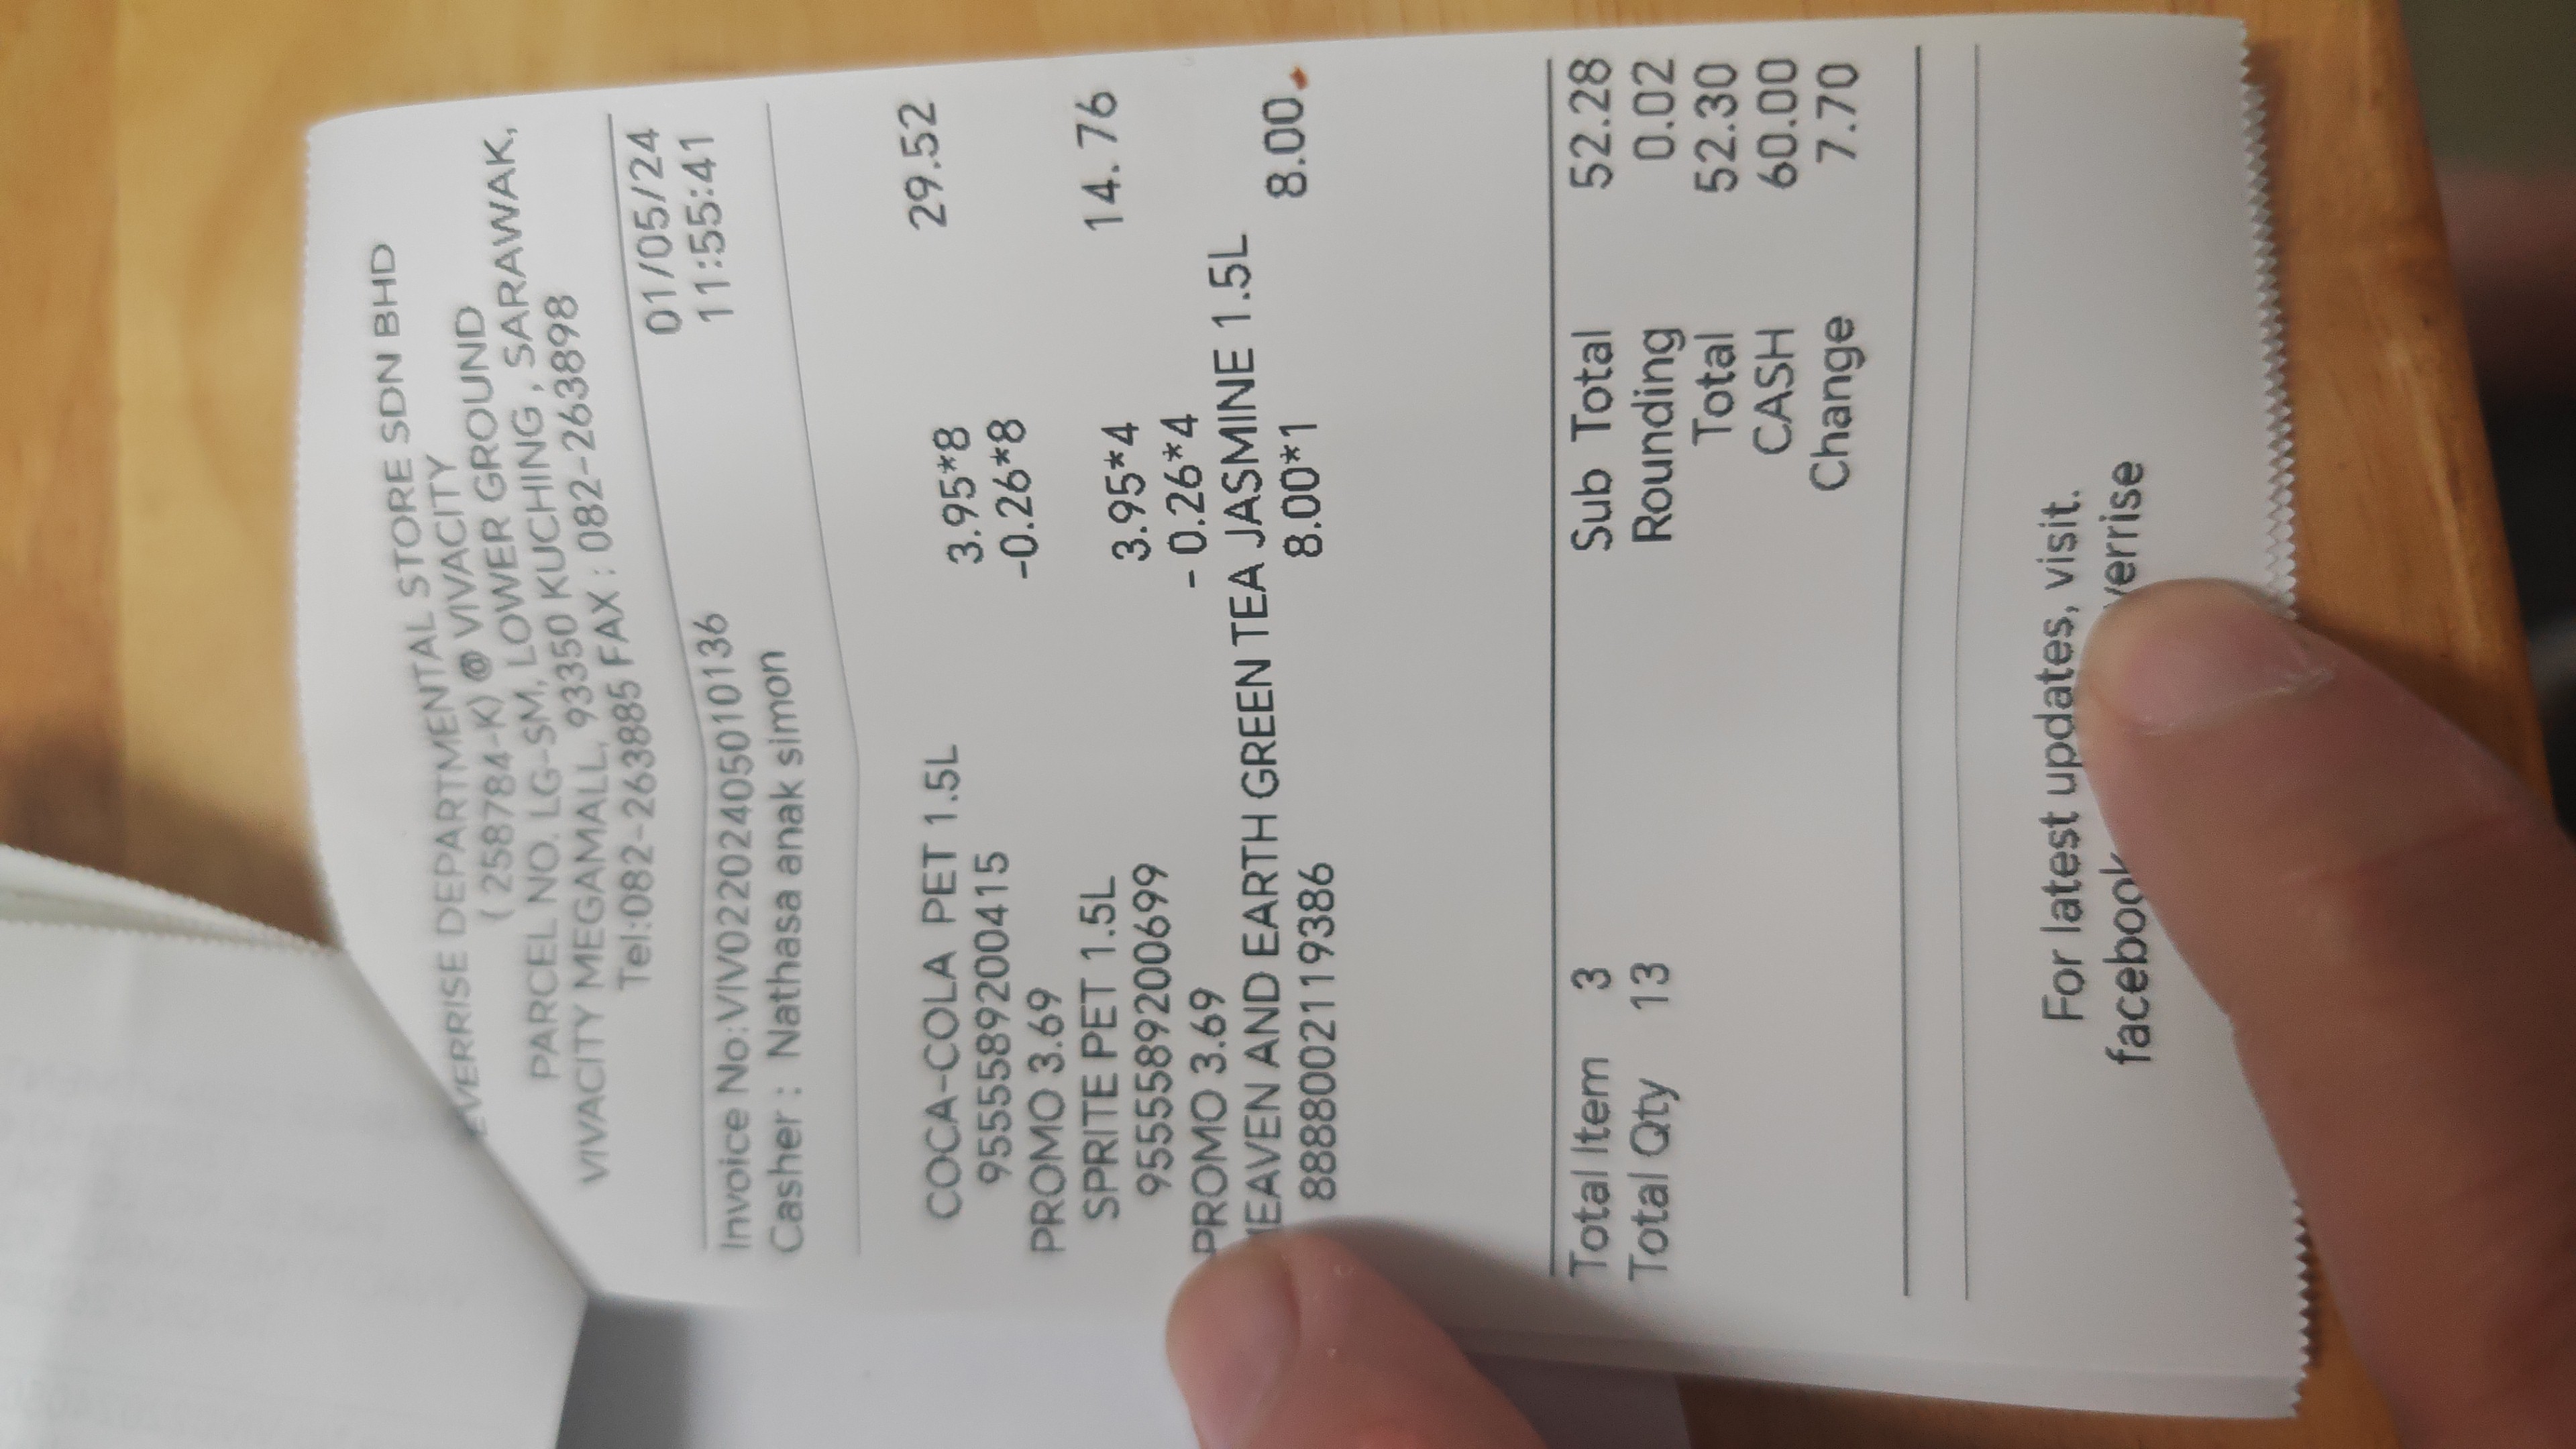 EVERRISE DEPARTMENTAL STORE SDN BHD
( 258784-K) @ VIVACITY
PARCEL NO. LG-SM, LOWER GROUND
VIVACITY MEGAMALL, 93350 KUCHING , SARAWAK,
Tel:082-263885 FAX : 082-263898
01/05/24
Invoice No:VIV02202405010136 11:55:41
Casher : Nathasa anak simon
COCA-COLA PET 1.5L 29.52
9555589200415 3.95*8
PROMO 3.69 -0.26*8
SPRITE PET 1.5L 14. 76
9555589200699 3.95*4
PROMO 3.69 - 0.26*4
HEAVEN AND EARTH GREEN TEA JASMINE 1.5L
8888002119386 8.00*1 8.00
Total Item 3 Sub Total 52.28
Total Qty 13 Rounding 0.02
Total 52.30
CASH 60.00
Change 7.70
For latest updates, visit.
facebook verrise